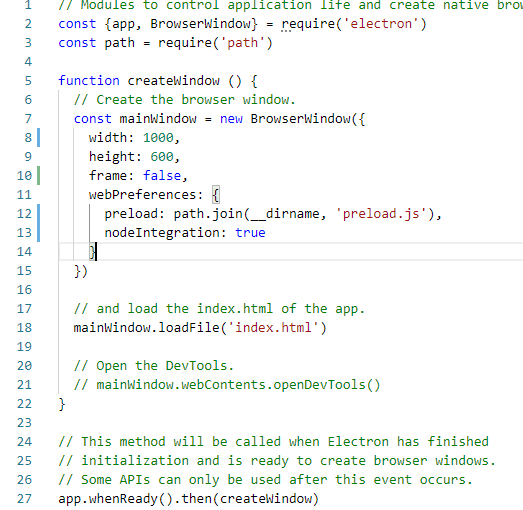 1 // Modules to control application life and create native
2 const {app, BrowserWindow} = require('electron')
3 const path = require('path')
4
5 function createWindow () {
6 // Create the browser window.
7 const mainWindow = new BrowserWindow({
8 width: 1000,
9 height: 600,
10 frame: false,
11 webPreferences: {
12 preload: path.join(__dirname, 'preload.js'),
13 nodeIntegration: true
14 }
15 })
16
17 // and load the index.html of the app.
18 mainWindow.loadFile('index.html')
19
20 // Open the DevTools.
21 // mainWindow.webContents.openDevTools()
22 }
23
24 // This method will be called when Electron has finished
25 // initialization and is ready to create browser windows.
26 // Some APIs can only be used after this event occurs.
27 app.whenReady().then(createWindow)